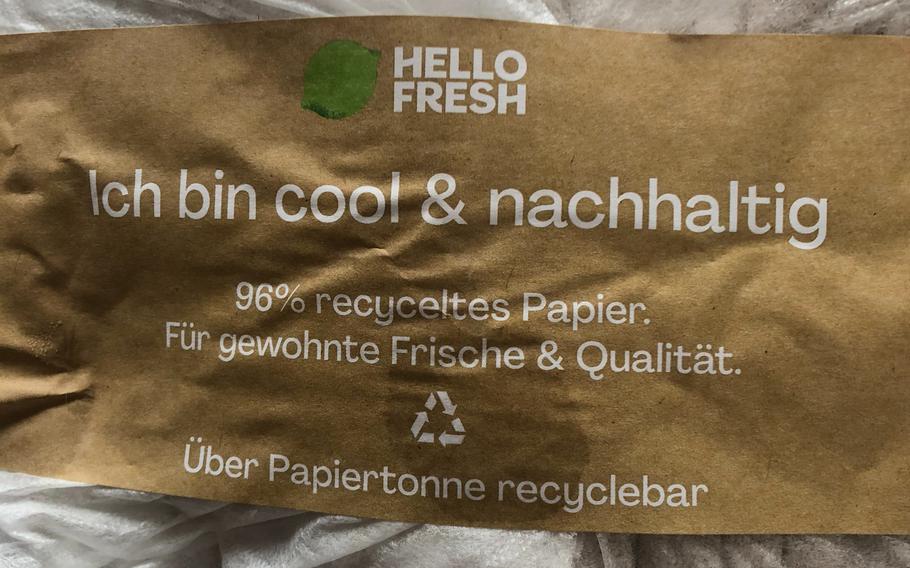 HELLO
FRESH
Ich bin cool & nachhaltig
96% recyceltes Papier.
Für gewohnte Frische & Qualität.
Über Papiertonne recyclebar